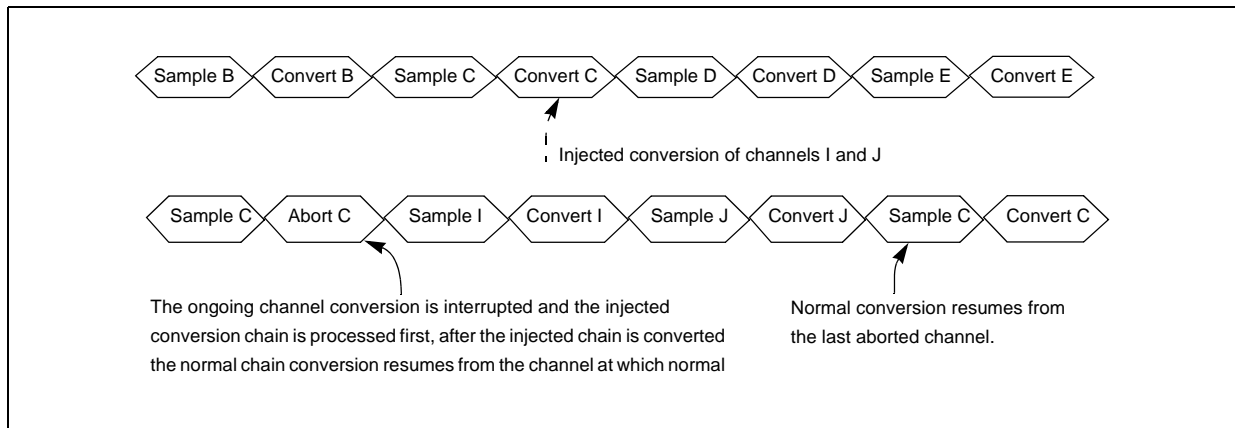 Sample B Convert B Sample C Convert C Sample D Convert D Sample E Convert E
Injected conversion of channels I and J
Sample C Abort C Sample I Convert I Sample J Convert J Sample C Convert C
The ongoing channel conversion is interrupted and the injected
conversion chain is processed first, after the injected chain is converted
the normal chain conversion resumes from the channel at which normal
Normal conversion resumes from
the last aborted channel.